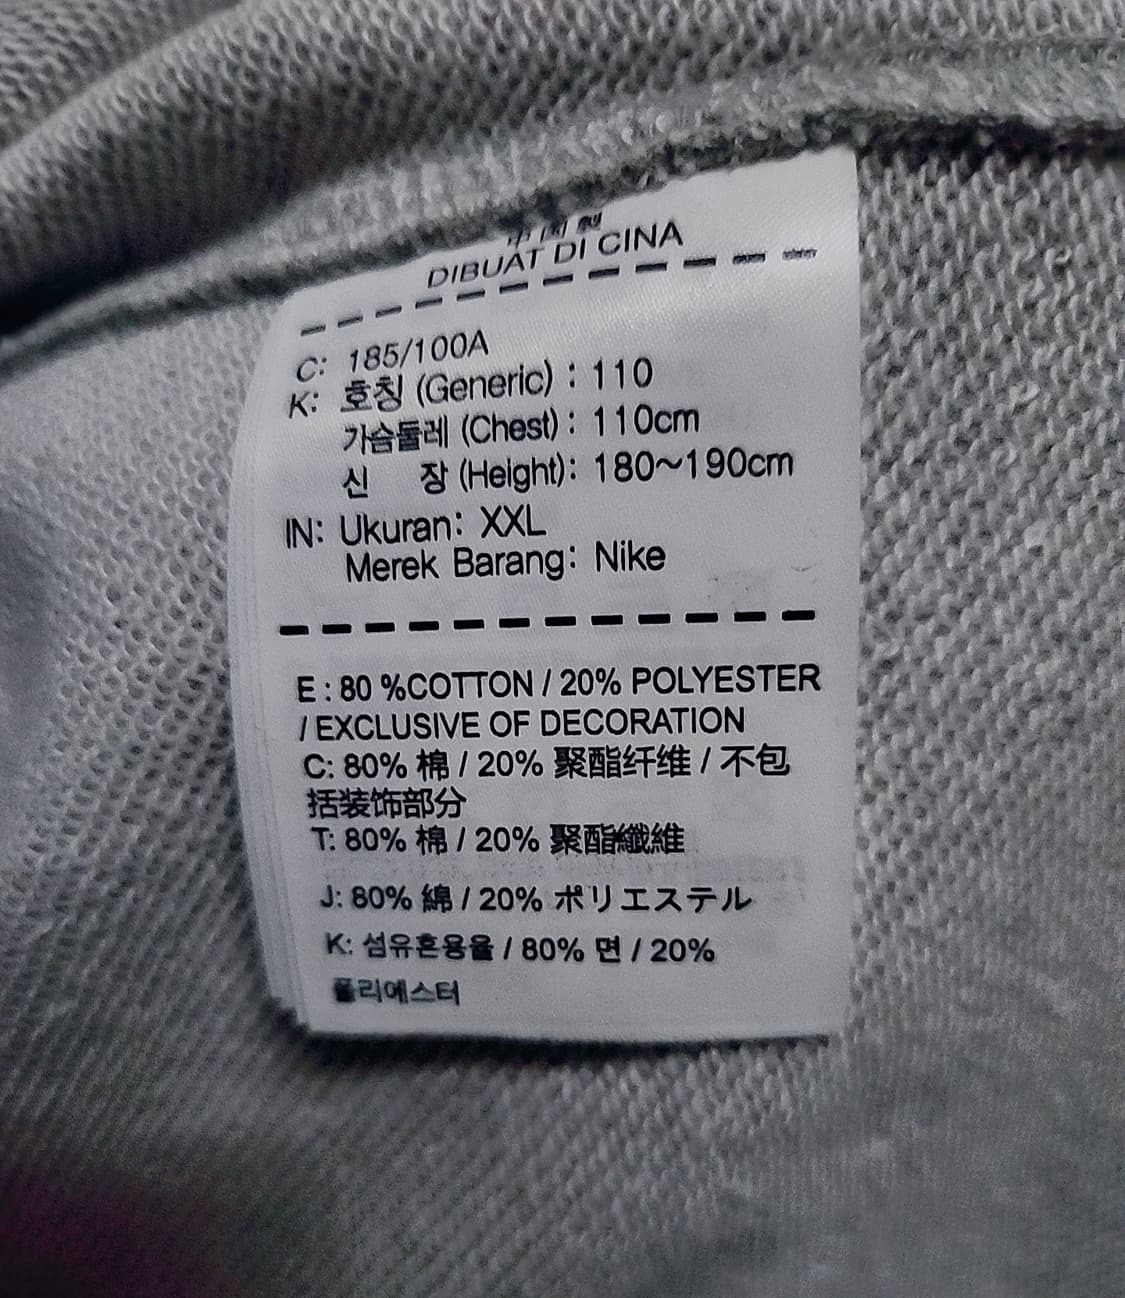 中国製
DIBUAT DI CINA
C: 185/100A
K: 호칭 (Generic) : 110
가슴둘레 (Chest) : 110cm
신 장 (Height): 180~190cm
IN: Ukuran: XXL
Merek Barang: Nike
E : 80 %COTTON / 20% POLYESTER
/ EXCLUSIVE OF DECORATION
C: 80% 棉 / 20% 聚酯纤维 / 不包
括装饰部分
T: 80% 棉 / 20% 聚酯纖維
J: 80% 綿 / 20% ポリエステル
K: 섬유혼용율 / 80% 면 / 20%
폴리에스터